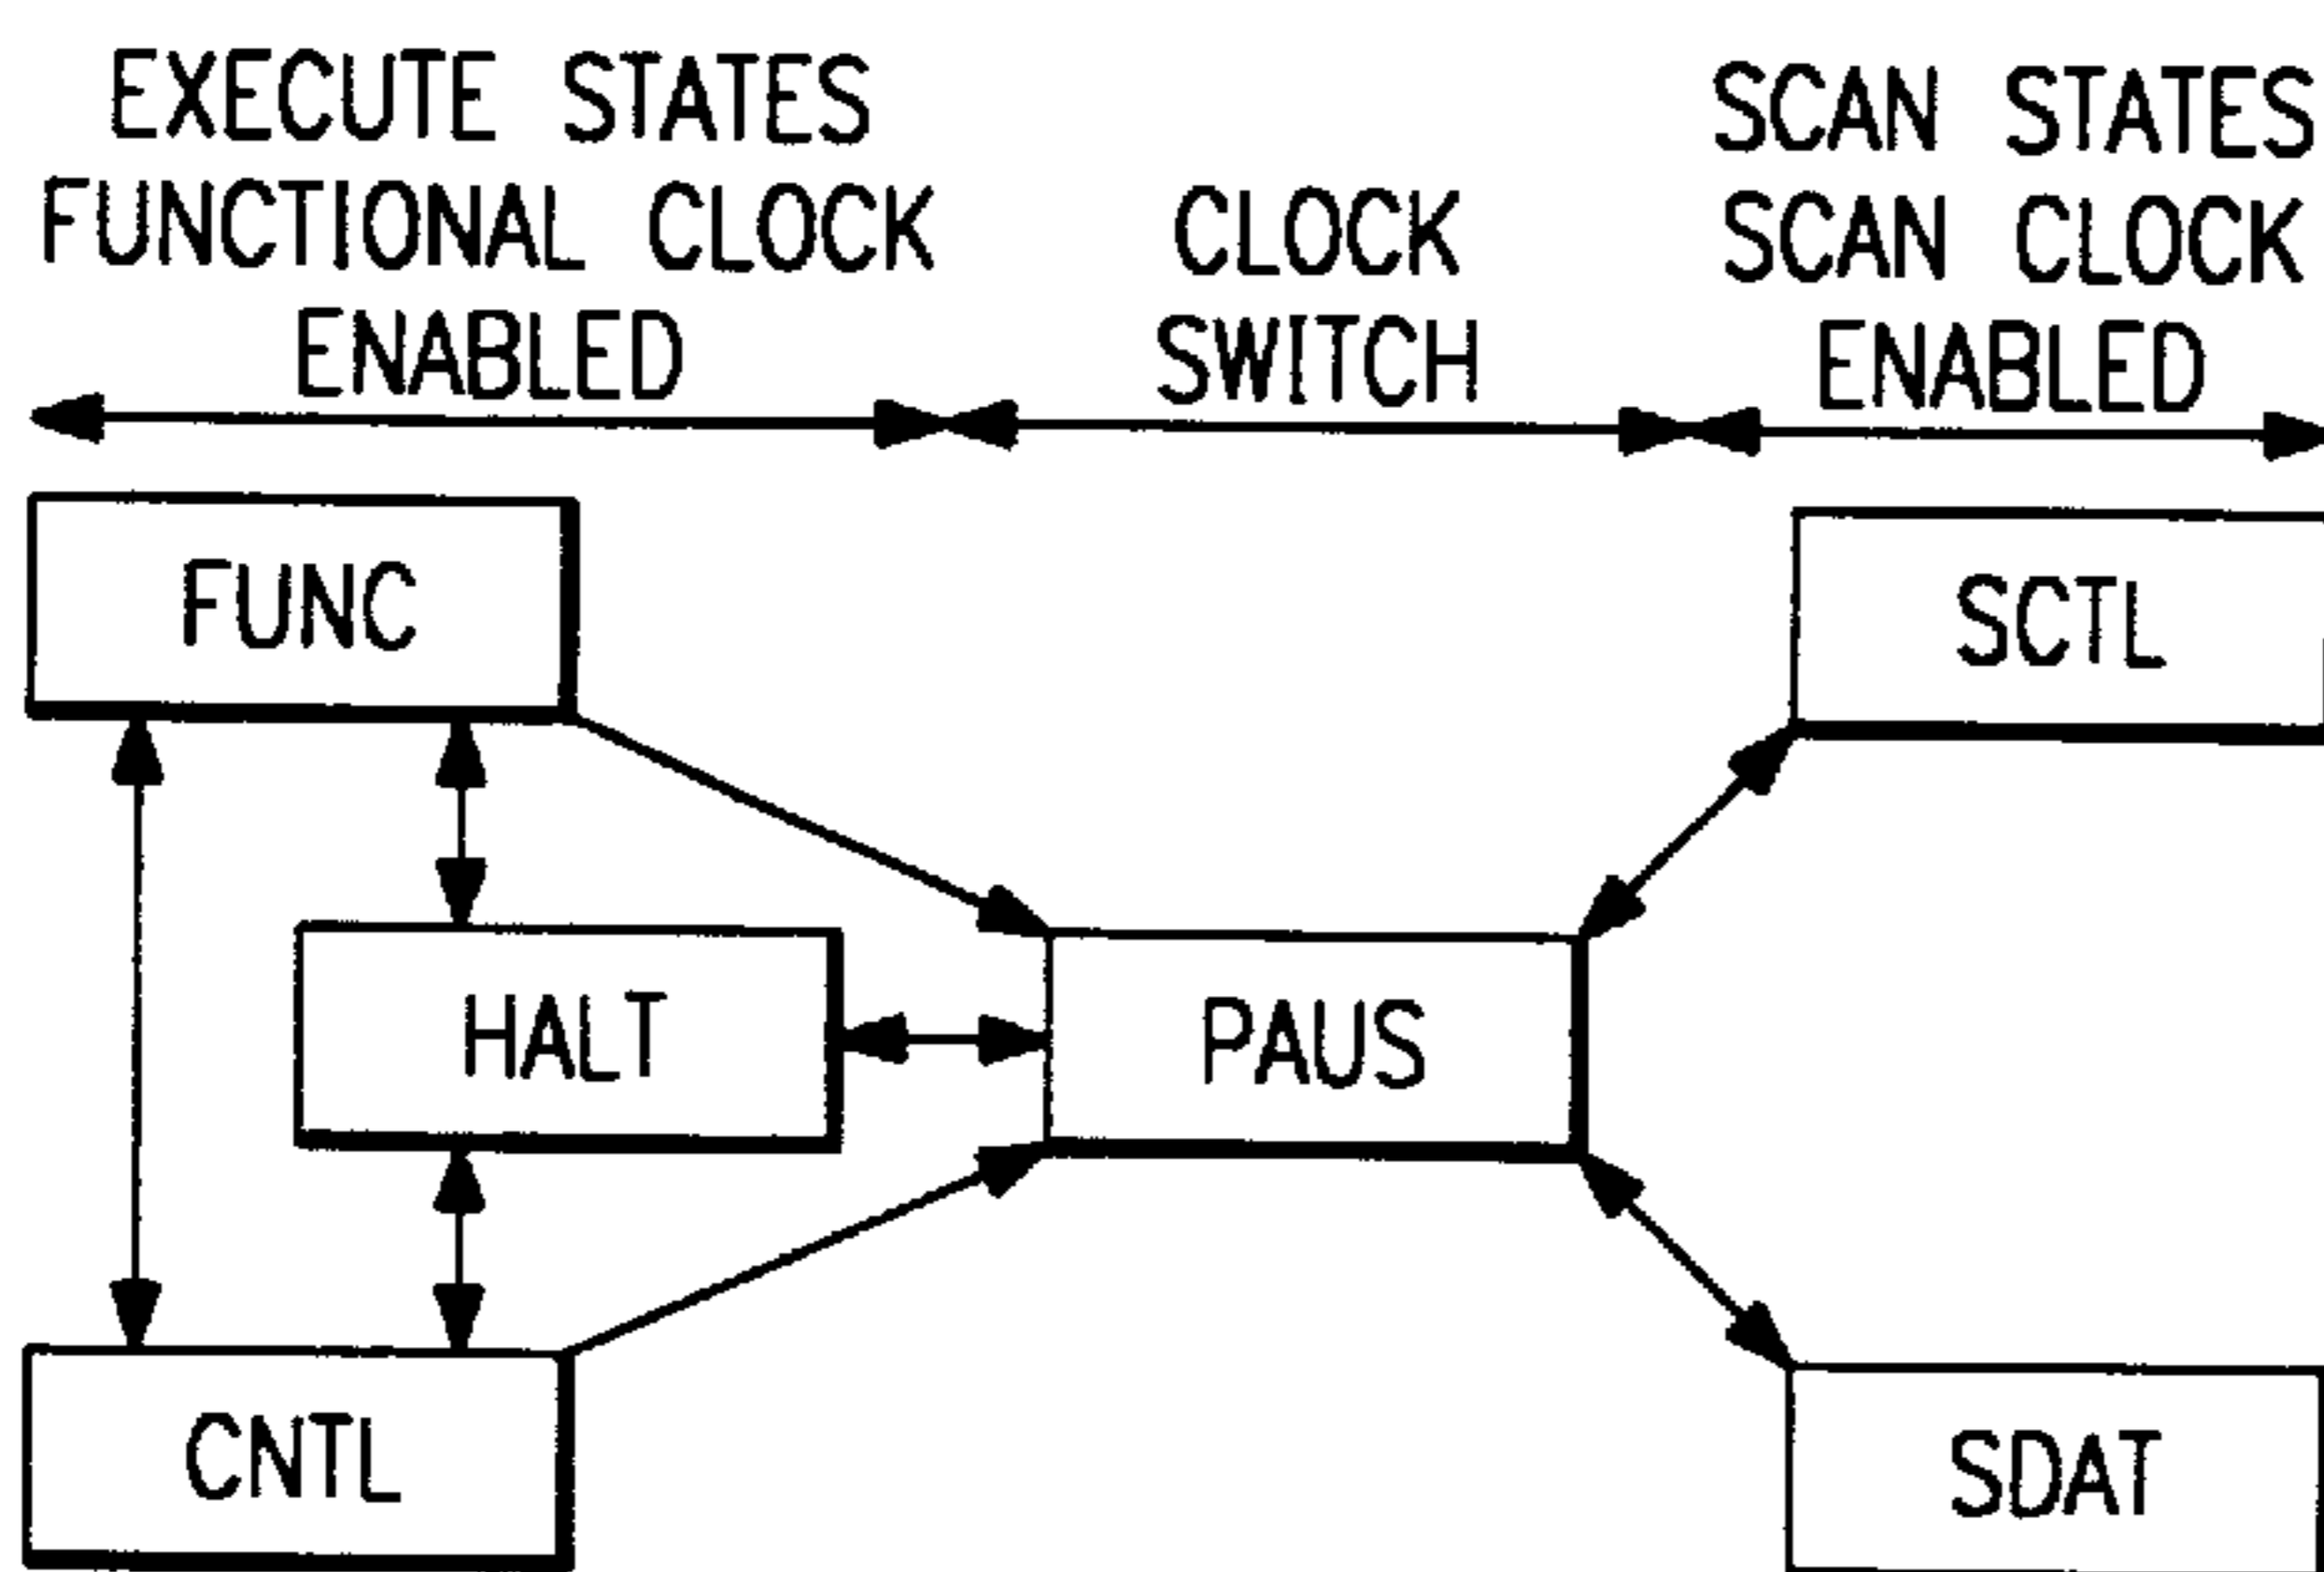 EXECUTE STATES
FUNCTIONAL CLOCK
ENABLED
CLOCK
SWITCH
SCAN STATES
SCAN CLOCK
ENABLED
FUNC
SCTL
HALT
PAUS
CNTL
SDAT